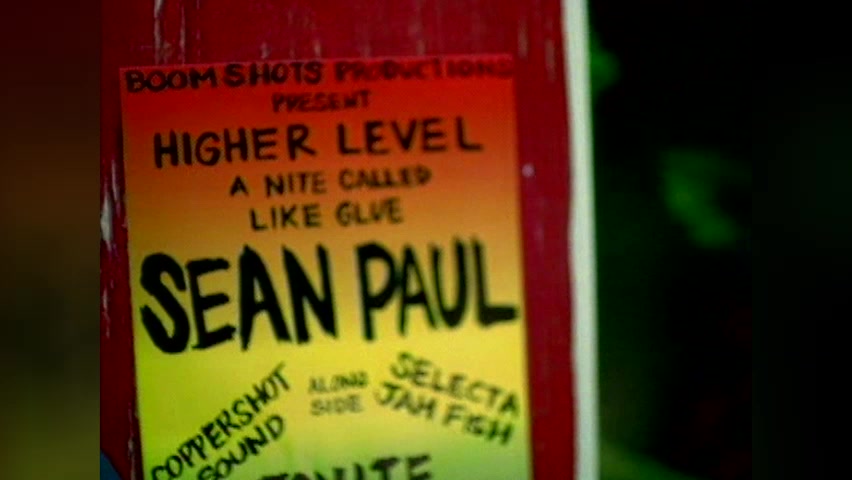 BOOM SHOTS PRODUCTIONS
PRESENT
HIGHER LEVEL
A NITE CALLED
LIKE GLUE
SEAN PAUL
COPPERSHOT
SOUND
ALONG
SIDE
SELECTA
JAH FISH
TONITE